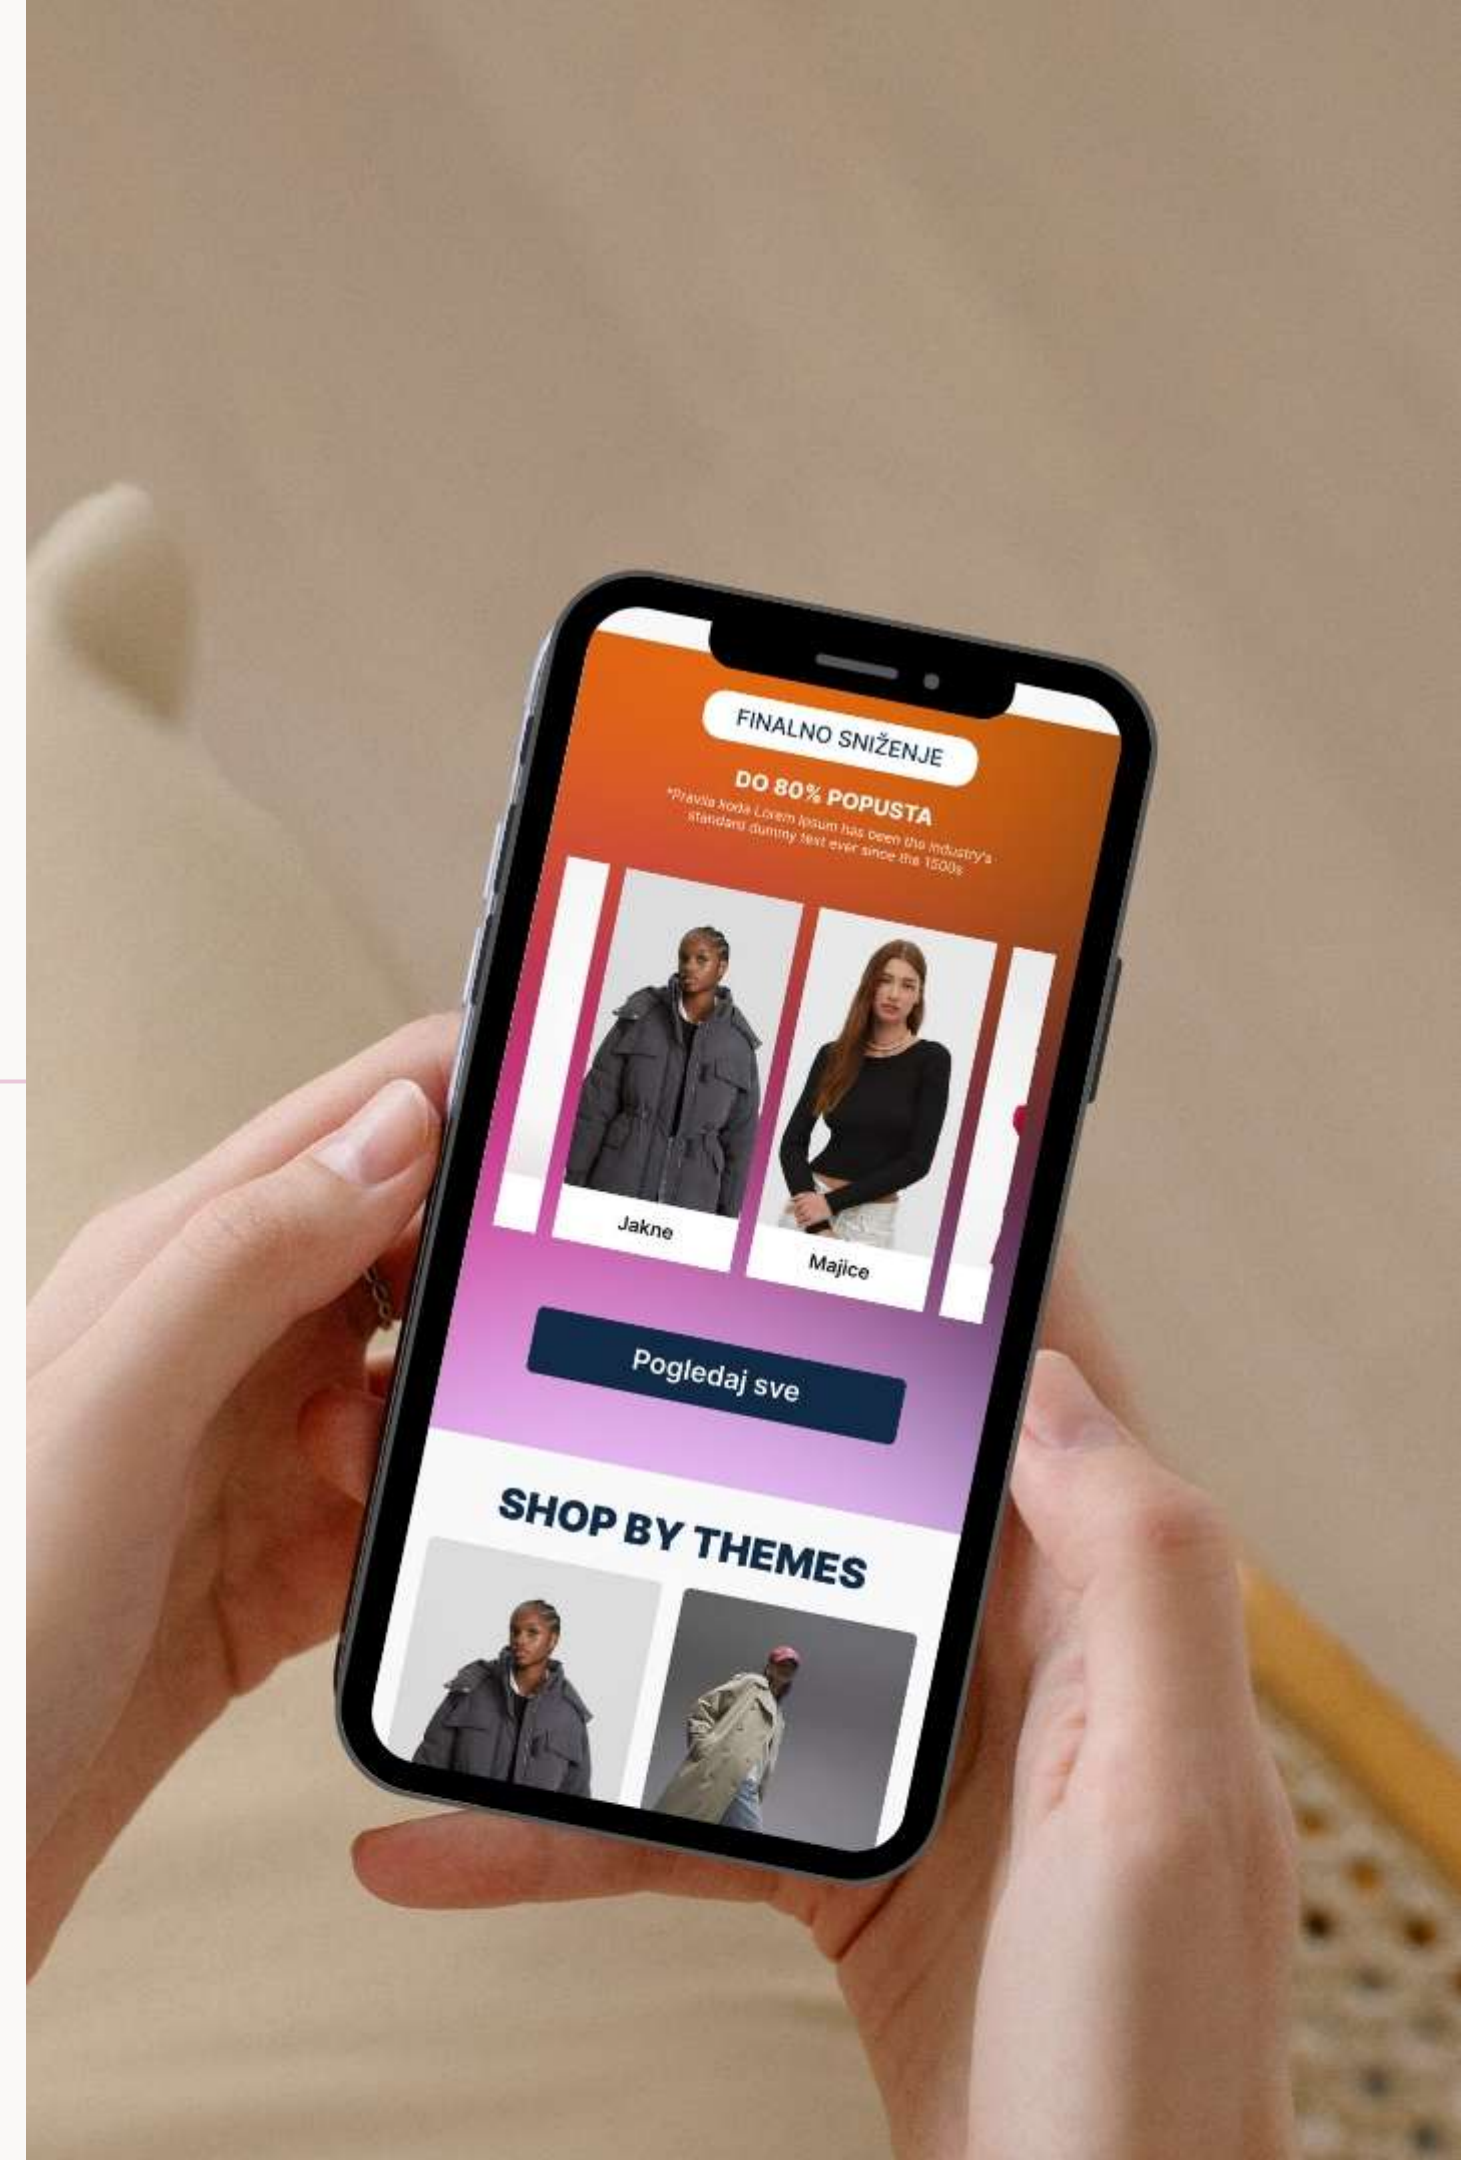 FINALNO SNIŽENJE
DO 80% POPUSTA
*Pravila koda Lorem Ipsum has been the industry's
standard dummy text ever since the 1500s
Jakne
Majice
Pogledaj sve
SHOP BY THEMES